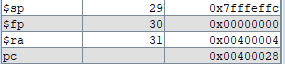 $sp 29 0x7fffeffc
$fp 30 0x00000000
$ra 31 0x00400004
pc 0x00400028